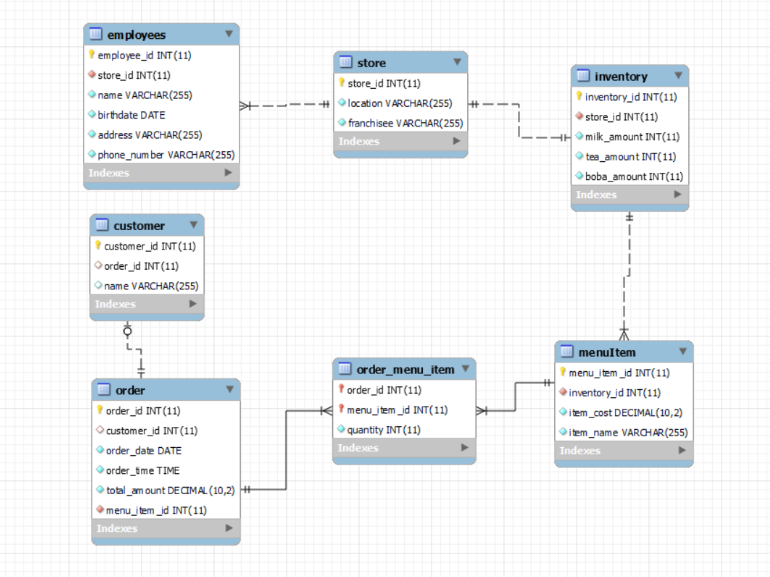 employees
employee_id INT(11)
store_id INT(11)
name VARCHAR(255)
birthdate DATE
address VARCHAR(255)
phone_number VARCHAR(255)
Indexes
store
store_id INT(11)
location VARCHAR(255)
franchisee VARCHAR(255)
Indexes
inventory
inventory_id INT(11)
store_id INT(11)
milk_amount INT(11)
tea_amount INT(11)
boba_amount INT(11)
Indexes
customer
customer_id INT(11)
order_id INT(11)
name VARCHAR(255)
Indexes
order
order_id INT(11)
customer_id INT(11)
order_date DATE
order_time TIME
total_amount DECIMAL(10,2)
menu_item_id INT(11)
Indexes
order_menu_item
order_id INT(11)
menu_item_id INT(11)
quantity INT(11)
Indexes
menuItem
menu_item_id INT(11)
inventory_id INT(11)
item_cost DECIMAL(10,2)
item_name VARCHAR(255)
Indexes